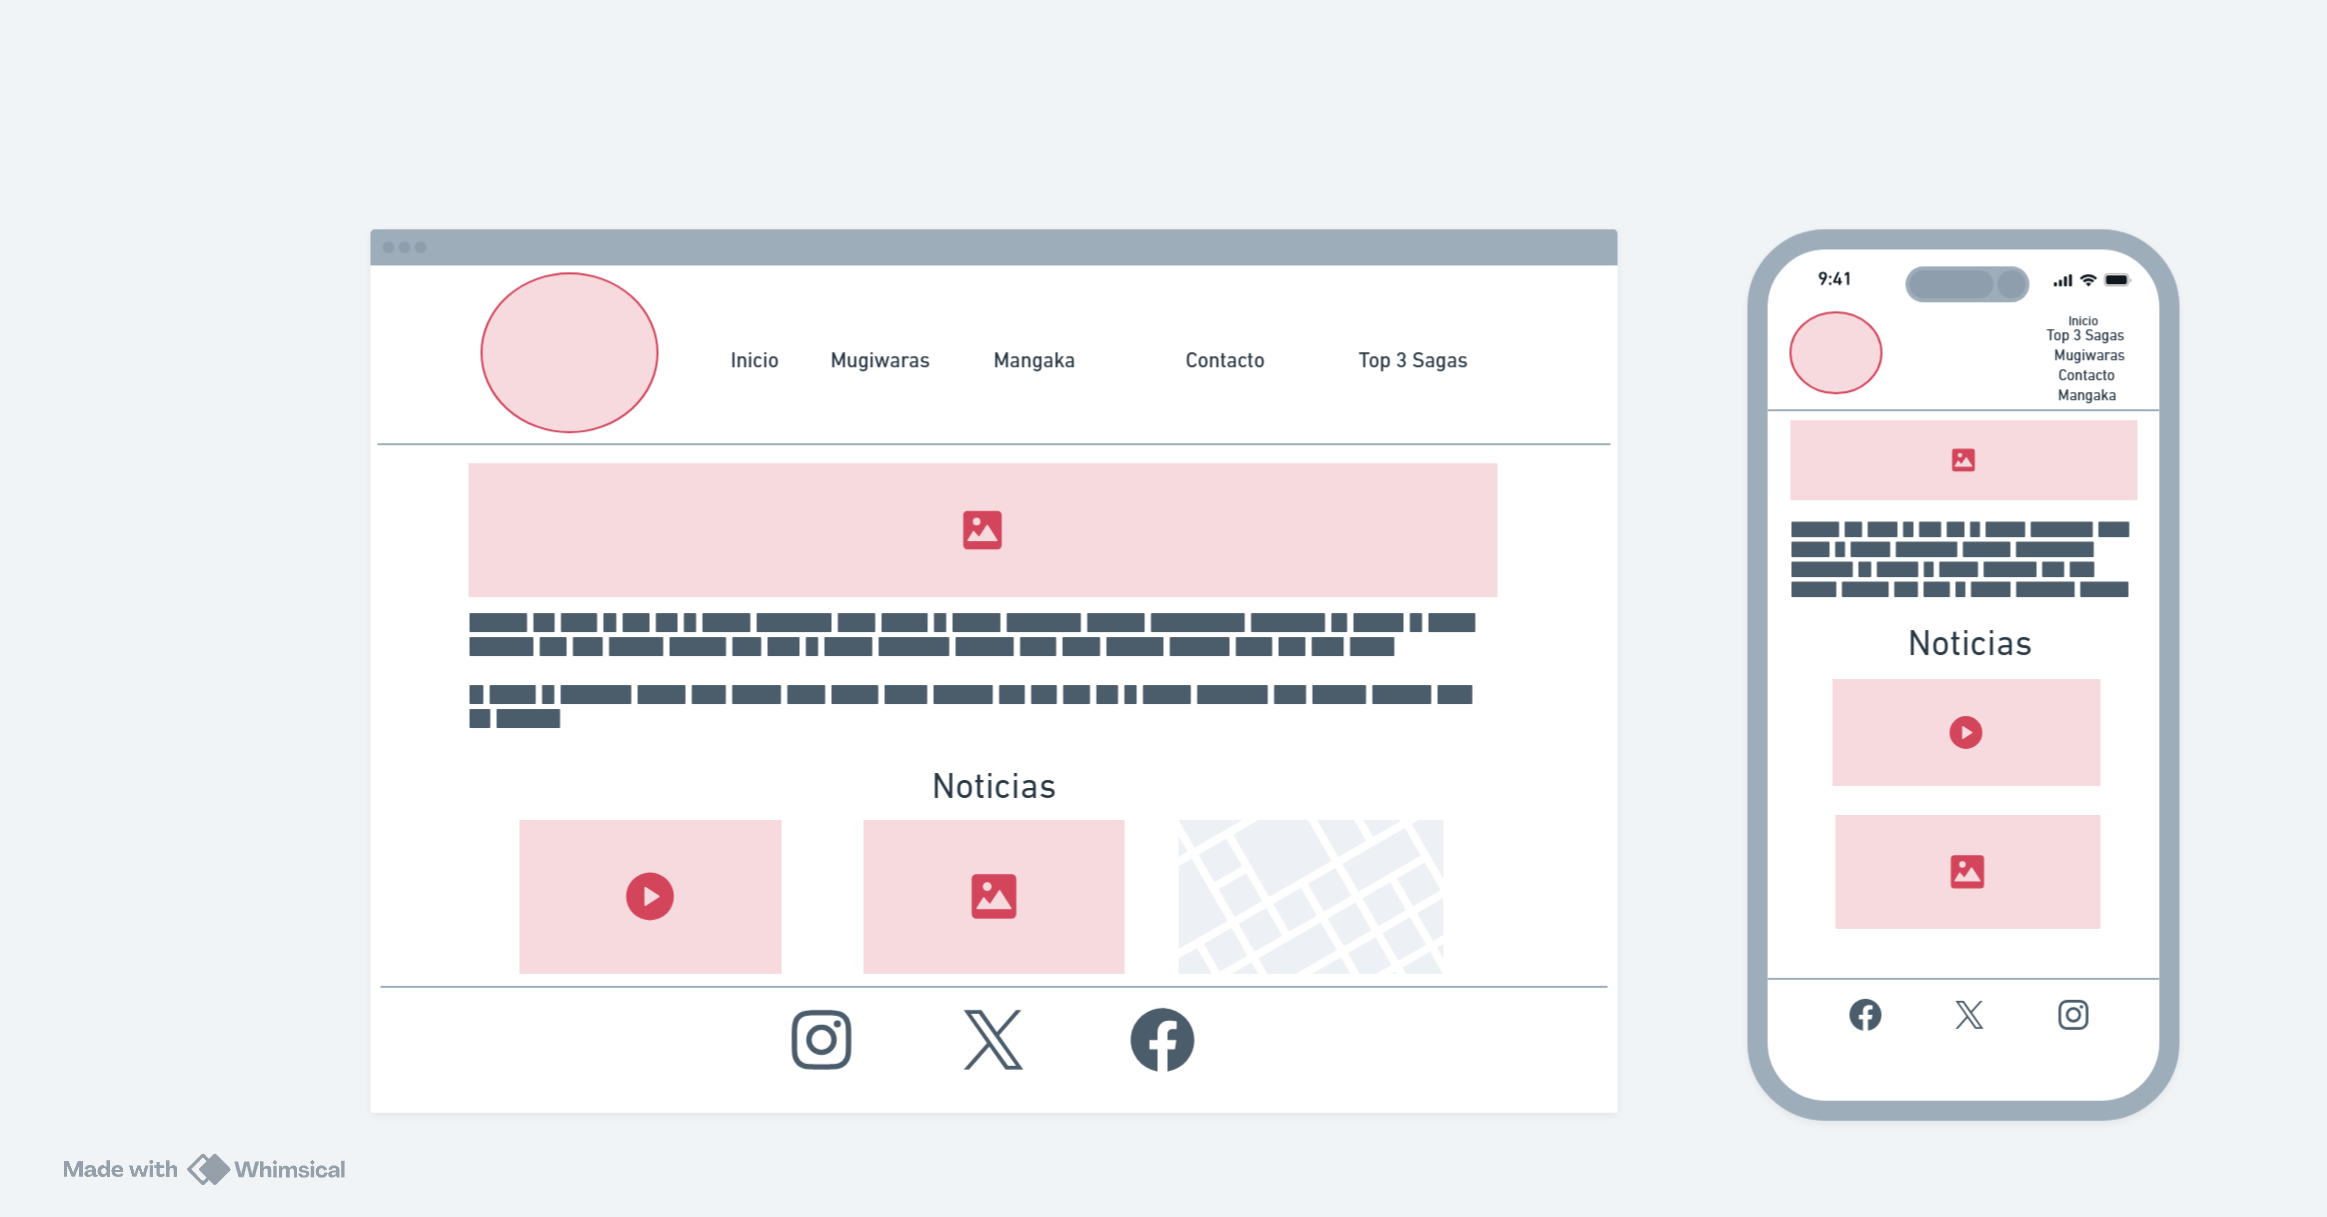 Inicio
Mugiwaras
Mangaka
Contacto
Top 3 Sagas
Noticias
9:41
Inicio
Top 3 Sagas
Mugiwaras
Contacto
Mangaka
Noticias
Made with Whimsical